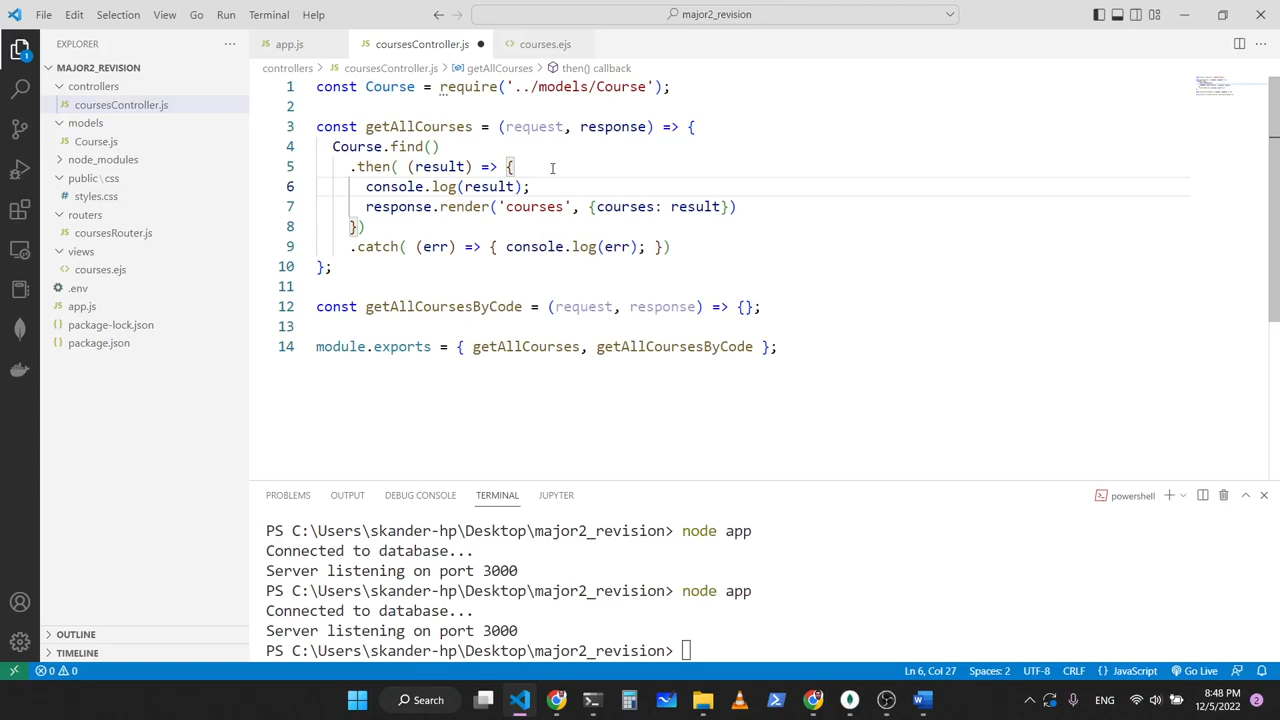 File Edit Selection View Go Run Terminal Help
major2_revision
EXPLORER
MAJOR2_REVISION
controllers
coursesController.js
models
Course.js
node_modules
public\css
styles.css
routers
coursesRouter.js
views
courses.ejs
.env
app.js
package-lock.json
package.json
OUTLINE
TIMELINE
1
app.js coursesController.js courses.ejs
controllers > coursesController.js > getAllCourses > then() callback
1 const Course = require('../models/Course');
2
3 const getAllCourses = (request, response) => {
4 Course.find()
5 .then( (result) => {
6 console.log(result);
7 response.render('courses', {courses: result})
8 })
9 .catch( (err) => { console.log(err); })
10 };
11
12 const getAllCoursesByCode = (request, response) => {};
13
14 module.exports = { getAllCourses, getAllCoursesByCode };
PROBLEMS OUTPUT DEBUG CONSOLE TERMINAL JUPYTER
powershell
PS C:\Users\skander-hp\Desktop\major2_revision> node app
Connected to database...
Server listening on port 3000
PS C:\Users\skander-hp\Desktop\major2_revision> node app
Connected to database...
Server listening on port 3000
PS C:\Users\skander-hp\Desktop\major2_revision>
0 0 Ln 6, Col 27 Spaces: 2 UTF-8 CRLF {} JavaScript Go Live
Search ENG 8:48 PM
12/5/2022 2